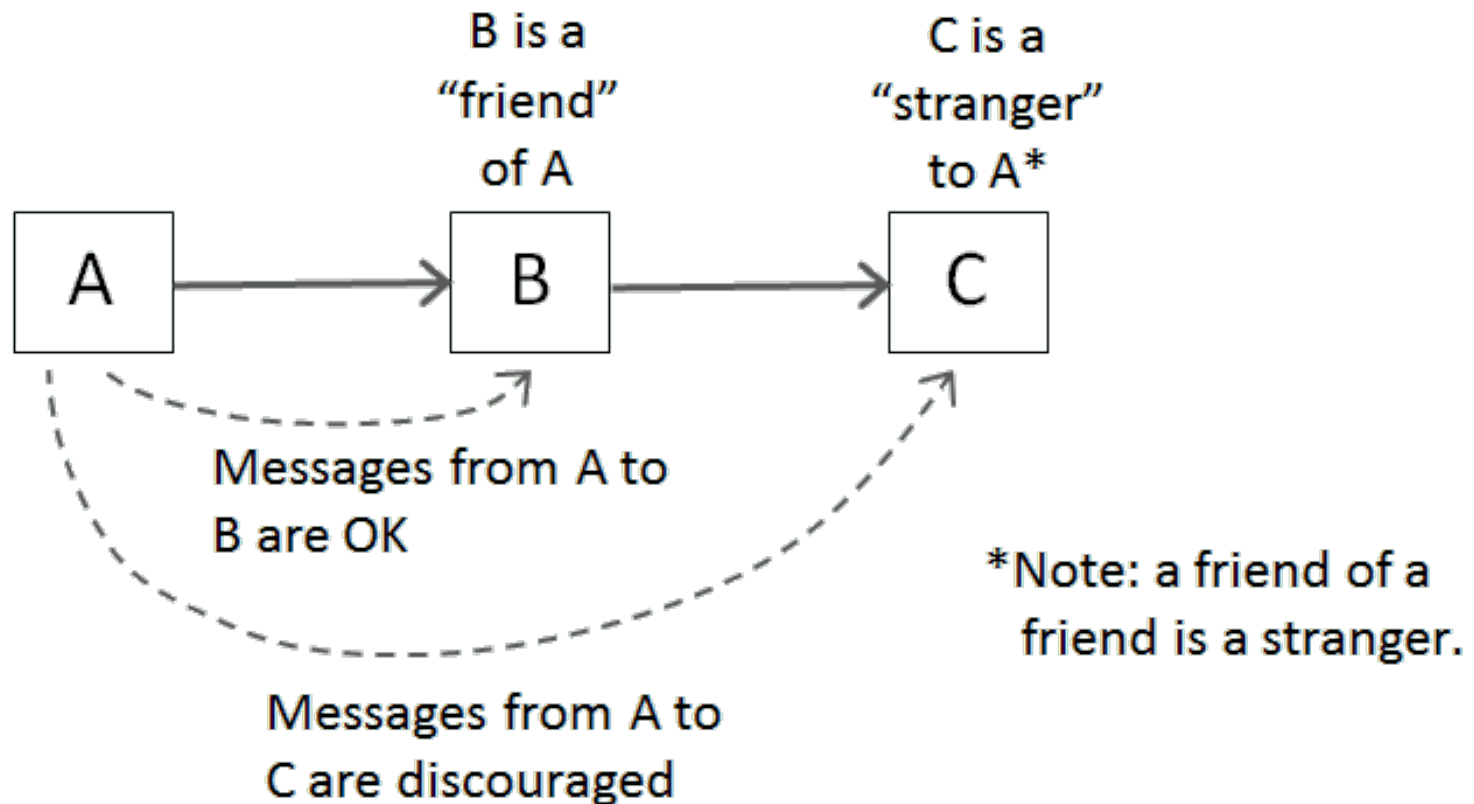 B is a
“friend”
of A
C is a
“stranger”
to A*
A
B
C
Messages from A to
B are OK
*Note: a friend of a
friend is a stranger.
Messages from A to
C are discouraged